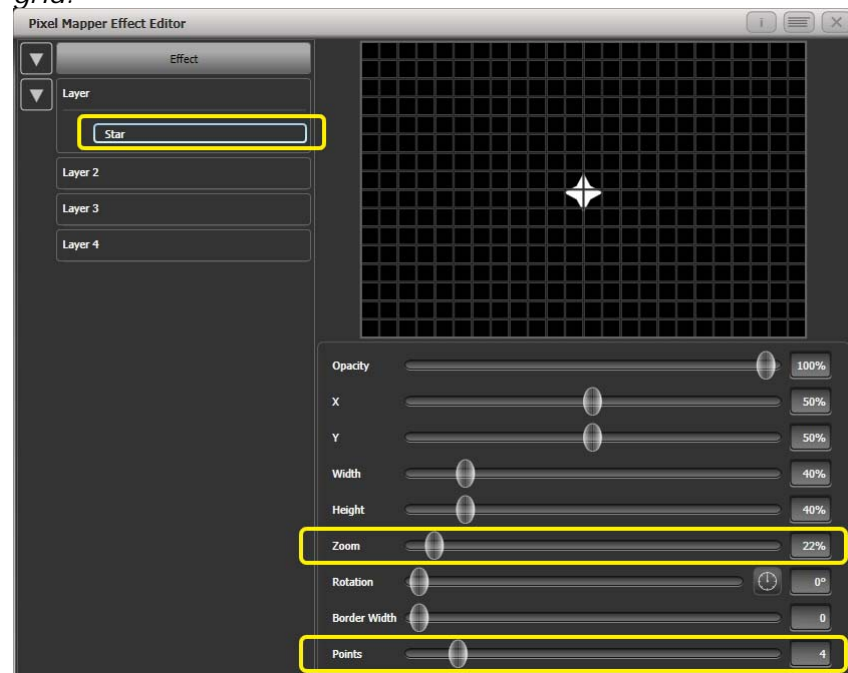 grid.
Pixel Mapper Effect Editor i
Effect
Layer
Star
Layer 2
Layer 3
Layer 4
Opacity 100%
X 50%
Y 50%
Width 40%
Height 40%
Zoom 22%
Rotation 0°
Border Width 0
Points 4